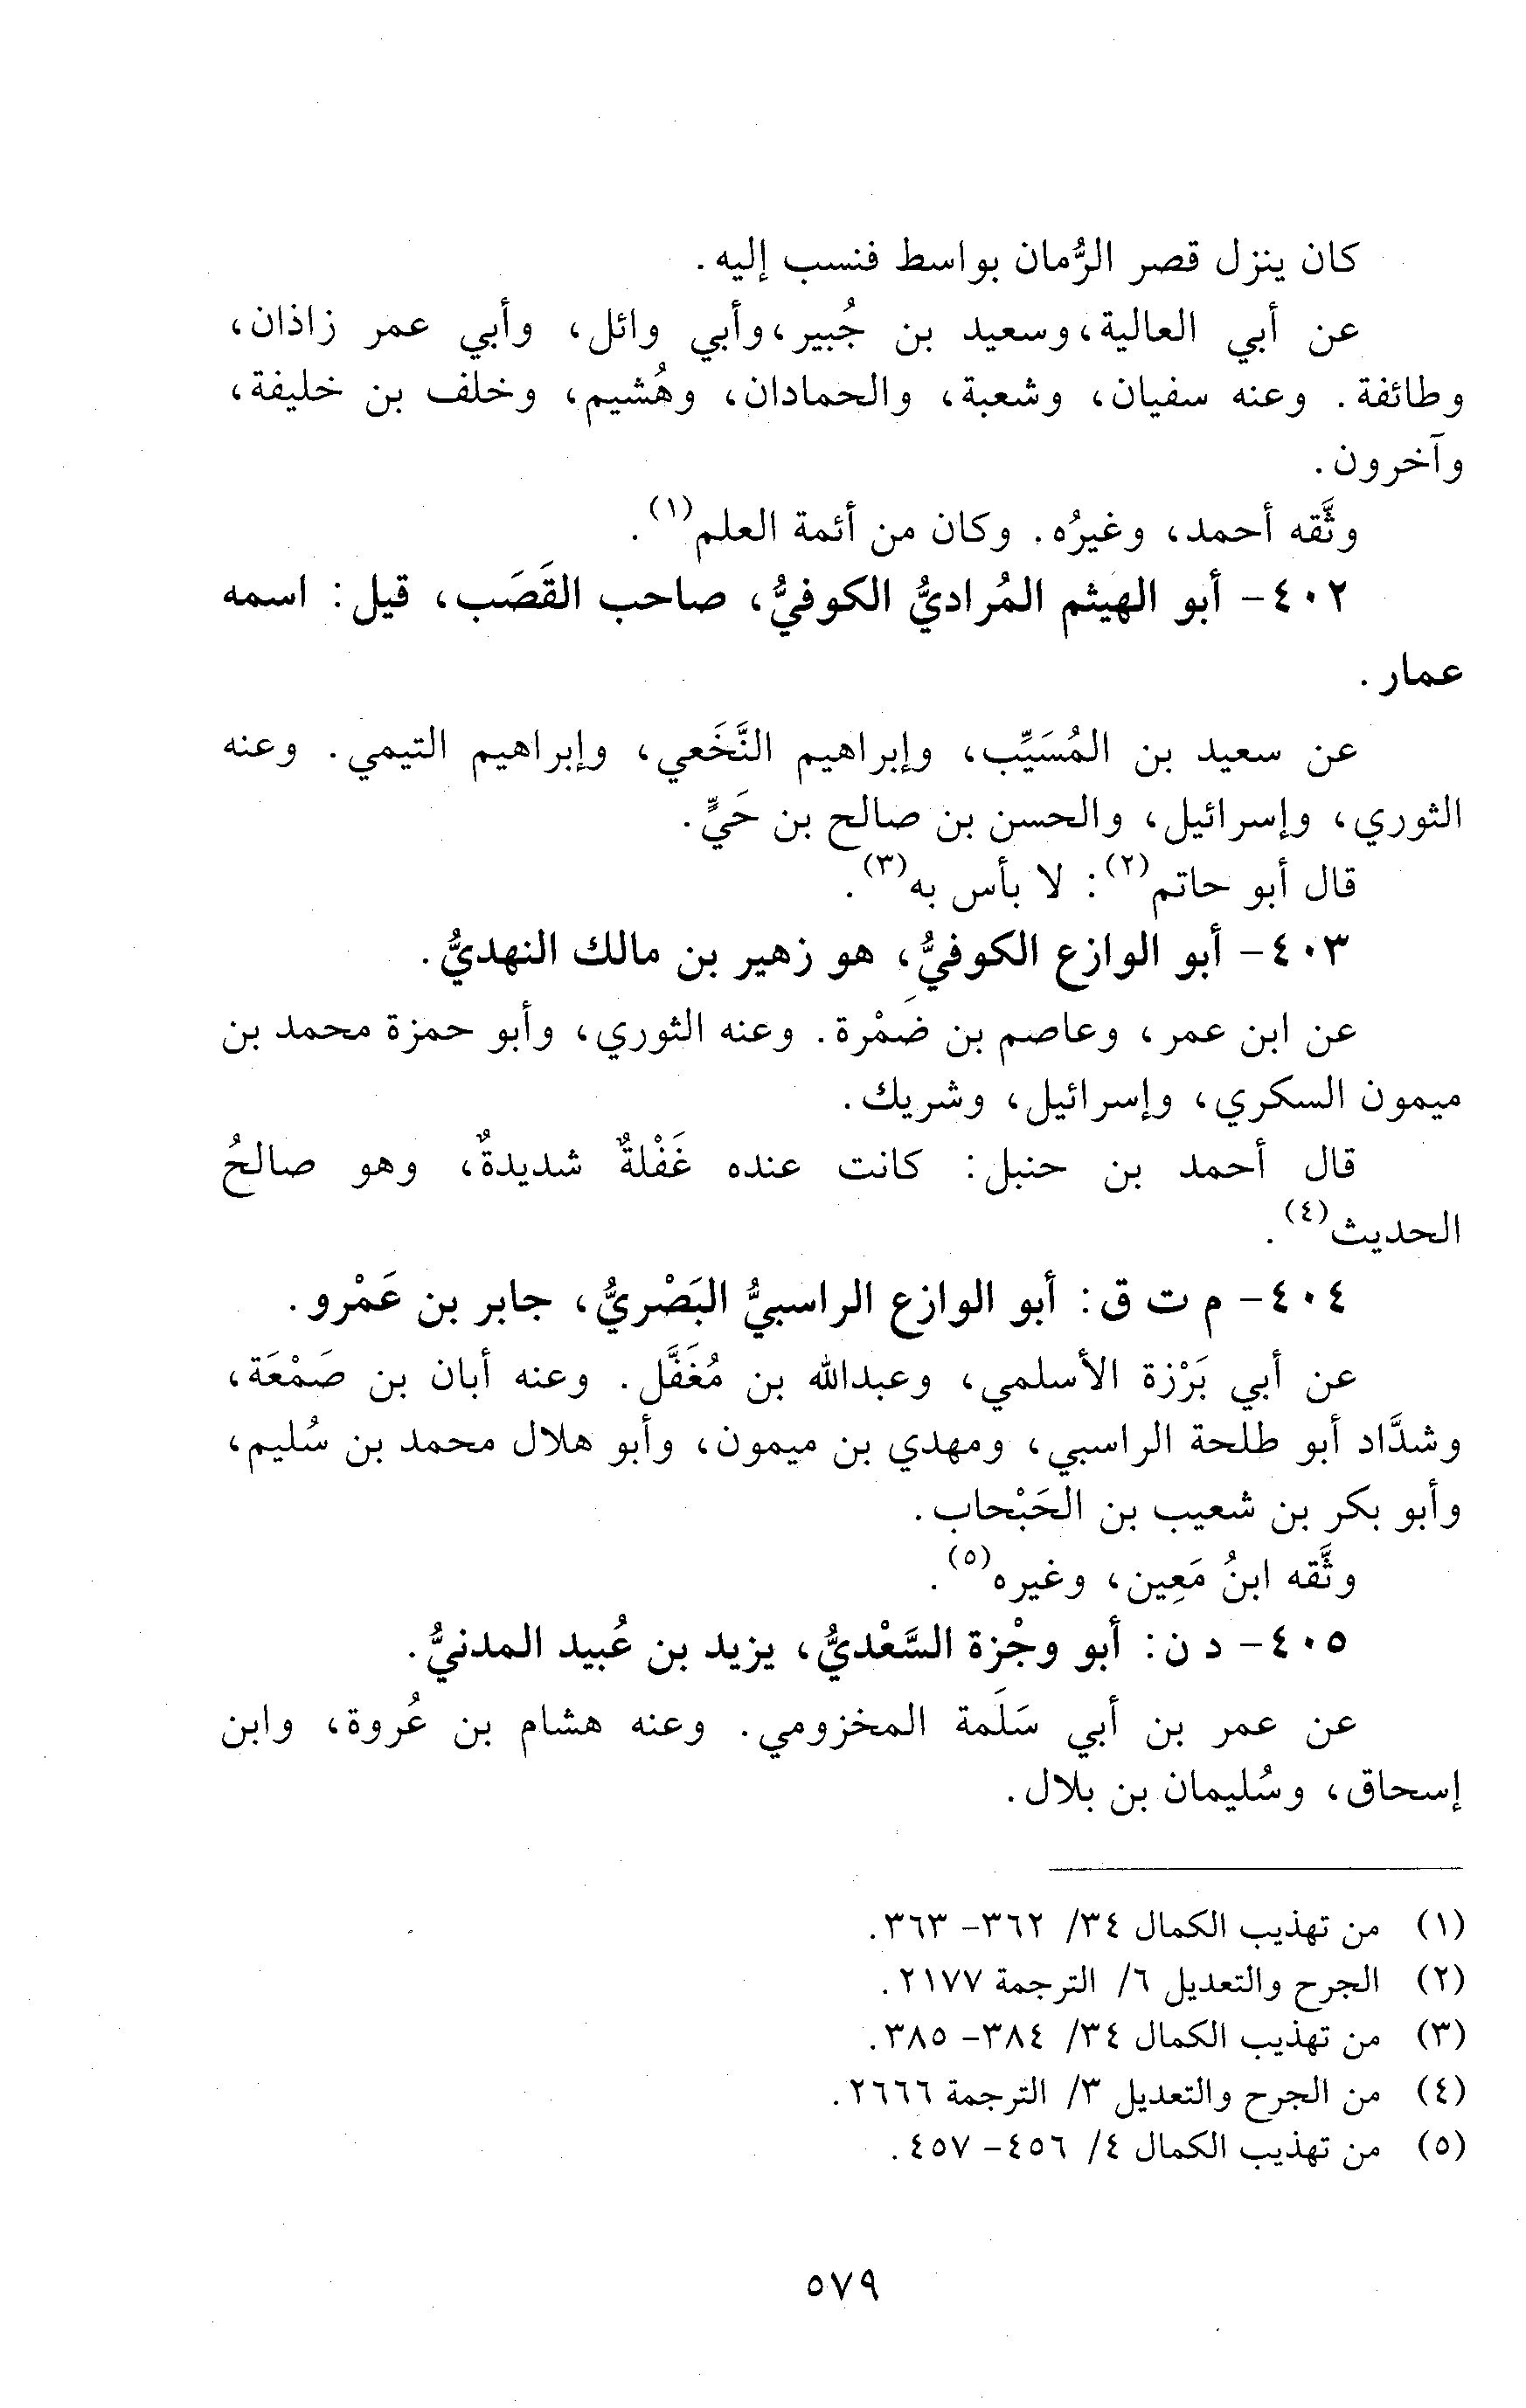 كان ينزل قصر الرُّمان بواسط فنسب إليه.
عن أبي العالية، وسعيد بن جُبير، وأبي وائل، وأبي عمر زاذان،
وطائفة. وعنه سفيان، وشعبة، والحمادان، وهُشيم، وخلف بن خليفة،
وآخرون.
وثَّقه أحمد، وغيرُه. وكان من أئمة العلم(١).
٤٠٢- أبو الهيثم المُراديُّ الكوفيُّ، صاحب القَصَب، قيل: اسمه
عمار.
عن سعيد بن المُسَيِّب، وإبراهيم النَّخَعي، وإبراهيم التيمي. وعنه
الثوري، وإسرائيل، والحسن بن صالح بن حَيٍّ.
قال أبو حاتم(٢): لا بأس به(٣).
٤٠٣- أبو الوازع الكوفيُّ، هو زهير بن مالك النهديُّ.
عن ابن عمر، وعاصم بن ضَمْرة. وعنه الثوري، وأبو حمزة محمد بن
ميمون السكري، وإسرائيل، وشريك.
قال أحمد بن حنبل: كانت عنده غَفْلةٌ شديدةٌ، وهو صالحُ
الحديث(٤).
٤٠٤- م ت ق: أبو الوازع الراسبيُّ البَصْريُّ، جابر بن عَمْرو.
عن أبي بَرْزة الأسلمي، وعبدالله بن مُغَفَّل. وعنه أبان بن صَمْعَة،
وشدَّاد أبو طلحة الراسبي، ومهدي بن ميمون، وأبو هلال محمد بن سُليم،
وأبو بكر بن شعيب بن الحَبْحاب.
وثَّقه ابنُ مَعِين، وغيره(٥).
٤٠٥- د ن: أبو وجْزة السَّعْديُّ، يزيد بن عُبيد المدنيُّ.
عن عمر بن أبي سَلَمة المخزومي. وعنه هشام بن عُروة، وابن
إسحاق، وسُليمان بن بلال.
(١) من تهذيب الكمال ٣٤/ ٣٦٢- ٣٦٣.
(٢) الجرح والتعديل ٦/ الترجمة ٢١٧٧.
(٣) من تهذيب الكمال ٣٤/ ٣٨٤- ٣٨٥.
(٤) من الجرح والتعديل ٣/ الترجمة ٢٦٦٦.
(٥) من تهذيب الكمال ٤/ ٤٥٦- ٤٥٧.
٥٧٩